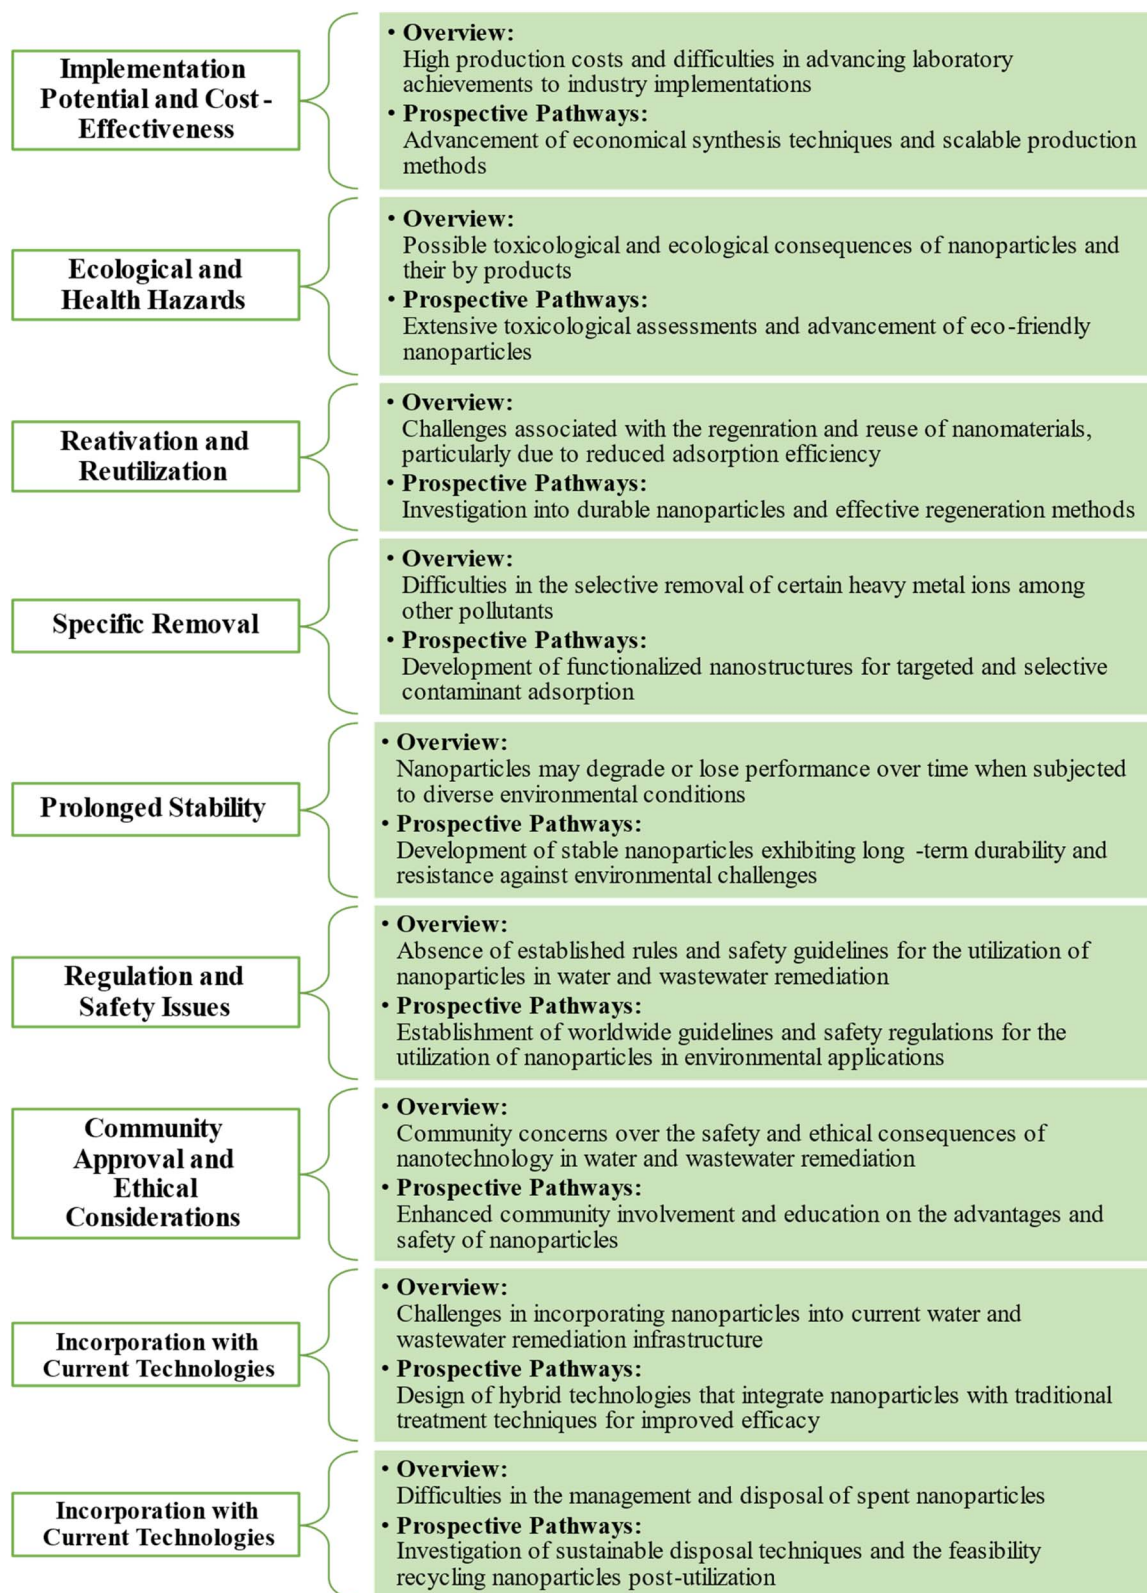 Implementation
Potential and Cost-
Effectiveness
• Overview:
High production costs and difficulties in advancing laboratory
achievements to industry implementations
• Prospective Pathways:
Advancement of economical synthesis techniques and scalable production
methods
Ecological and
Health Hazards
• Overview:
Possible toxicological and ecological consequences of nanoparticles and
their by products
• Prospective Pathways:
Extensive toxicological assessments and advancement of eco-friendly
nanoparticles
Reativation and
Reutilization
• Overview:
Challenges associated with the regenration and reuse of nanomaterials,
particularly due to reduced adsorption efficiency
• Prospective Pathways:
Investigation into durable nanoparticles and effective regeneration methods
Specific Removal
• Overview:
Difficulties in the selective removal of certain heavy metal ions among
other pollutants
• Prospective Pathways:
Development of functionalized nanostructures for targeted and selective
contaminant adsorption
Prolonged Stability
• Overview:
Nanoparticles may degrade or lose performance over time when subjected
to diverse environmental conditions
• Prospective Pathways:
Development of stable nanoparticles exhibiting long -term durability and
resistance against environmental challenges
Regulation and
Safety Issues
• Overview:
Absence of established rules and safety guidelines for the utilization of
nanoparticles in water and wastewater remediation
• Prospective Pathways:
Establishment of worldwide guidelines and safety regulations for the
utilization of nanoparticles in environmental applications
Community
Approval and
Ethical
Considerations
• Overview:
Community concerns over the safety and ethical consequences of
nanotechnology in water and wastewater remediation
• Prospective Pathways:
Enhanced community involvement and education on the advantages and
safety of nanoparticles
Incorporation with
Current Technologies
• Overview:
Challenges in incorporating nanoparticles into current water and
wastewater remediation infrastructure
• Prospective Pathways:
Design of hybrid technologies that integrate nanoparticles with traditional
treatment techniques for improved efficacy
Incorporation with
Current Technologies
• Overview:
Difficulties in the management and disposal of spent nanoparticles
• Prospective Pathways:
Investigation of sustainable disposal techniques and the feasibility
recycling nanoparticles post-utilization